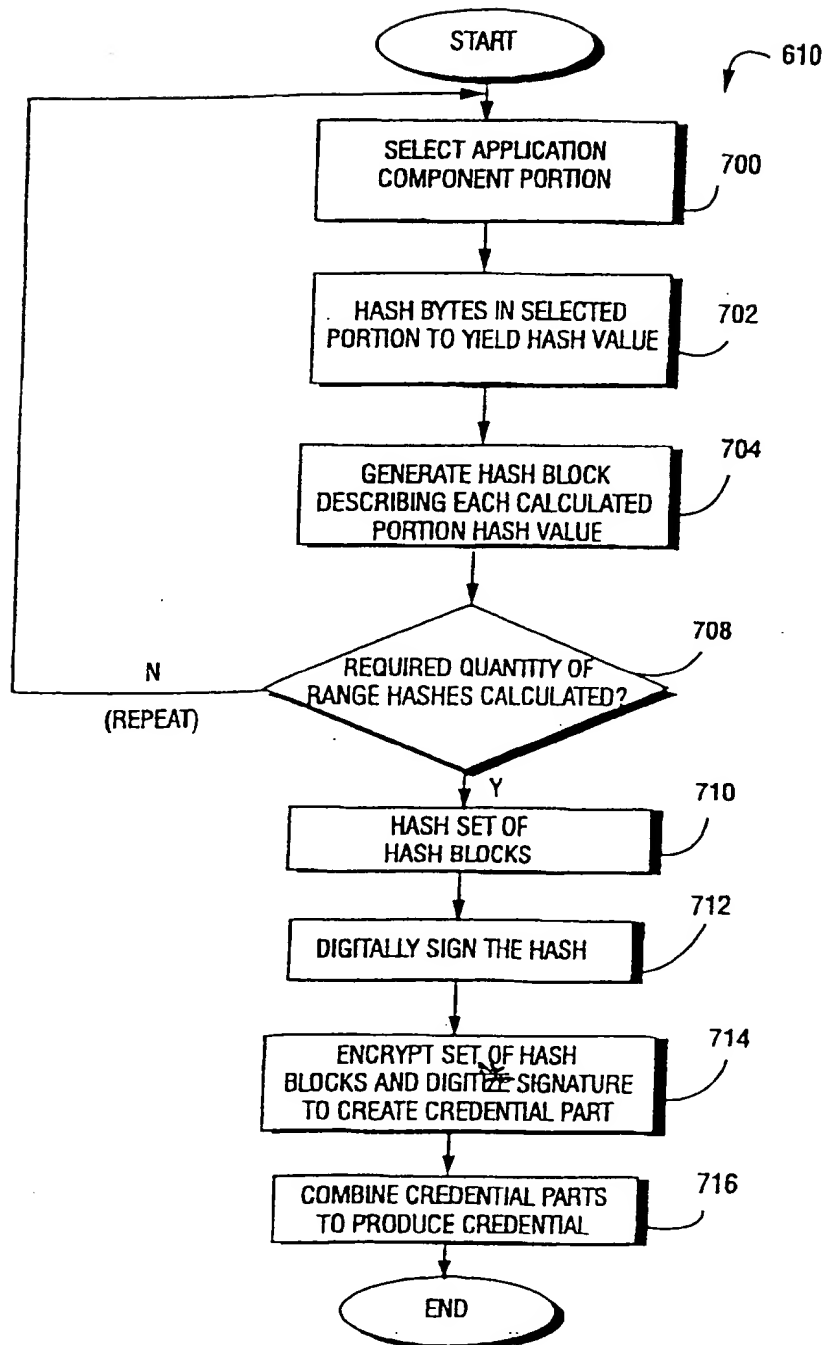 START
610
SELECT APPLICATION
COMPONENT PORTION
700
HASH BYTES IN SELECTED
PORTION TO YIELD HASH VALUE
702
704
GENERATE HASH BLOCK
DESCRIBING EACH CALCULATED
PORTION HASH VALUE
708
REQUIRED QUANTITY OF
RANGE HASHES CALCULATED?
N
(REPEAT)
Y
710
HASH SET OF
HASH BLOCKS
712
DIGITALLY SIGN THE HASH
714
ENCRYPT SET OF HASH
BLOCKS AND SIGNATURE
TO CREATE CREDENTIAL PART
716
COMBINE CREDENTIAL PARTS
TO PRODUCE CREDENTIAL
END